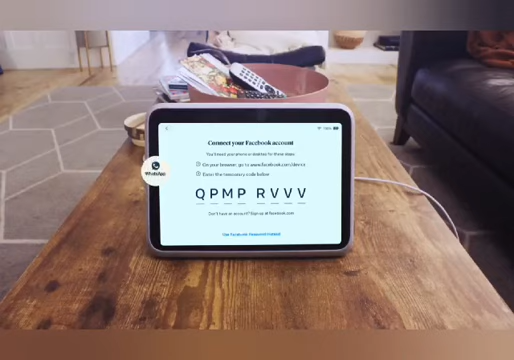 Connect your Facebook account
You'll need your phone or desktop for these steps
On your browser, go to www.facebook.com/device
Enter the temporary code below
WhatsApp
QPMP RVVV
Don't have an account? Sign up at facebook.com
Use Facebook Password Instead